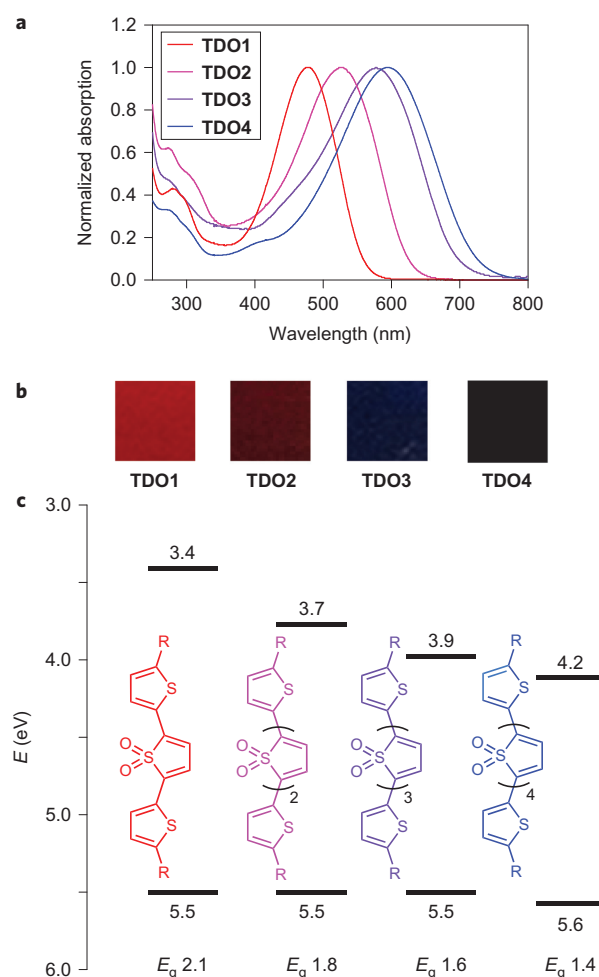 a
1.2
1.0
0.8
0.6
0.4
0.2
0.0
Normalized absorption
TDO1
TDO2
TDO3
TDO4
300 400 500 600 700 800
Wavelength (nm)
b
TDO1 TDO2 TDO3 TDO4
c
3.0
4.0
5.0
6.0
E (eV)
3.4
3.7
3.9
4.2
R R R R
S S S S
O O S O O S O O S O O S
2 3 4
S S S S
R R R R
5.5 5.5 5.5 5.6
Eg 2.1 Eg 1.8 Eg 1.6 Eg 1.4